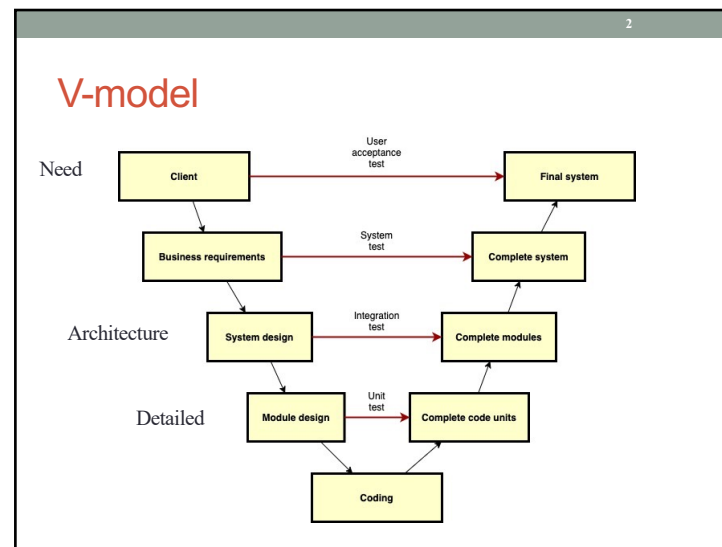 2
V-model
User
acceptance
test
Need
Client
Final system
System
test
Business requirements
Complete system
Integration
test
Architecture
System design
Complete modules
Unit
test
Detailed
Module design
Complete code units
Coding